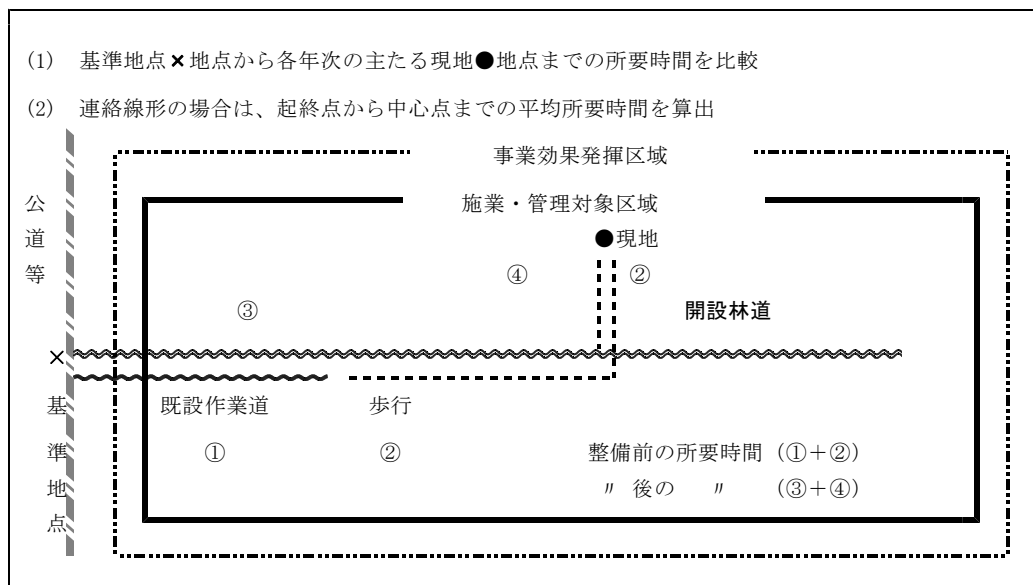 (1) 基準地点×地点から各年次の主たる現地●地点までの所要時間を比較
(2) 連絡線形の場合は、起終点から中心点までの平均所要時間を算出
事業効果発揮区域
公道等
施業・管理対象区域
●現地
④
②
③
開設林道
×
基準地点
既設作業道
歩行
①
②
整備前の所要時間 (①+②)
〃 後の 〃 (③+④)